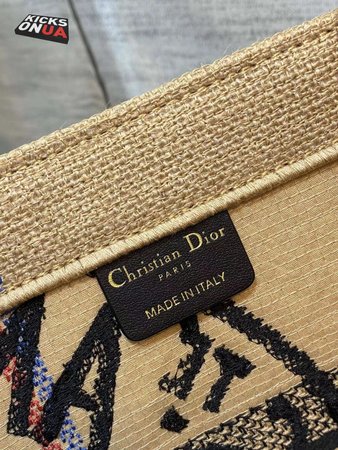 KICKS
ONUA
Christian Dior
PARIS
MADE IN ITALY